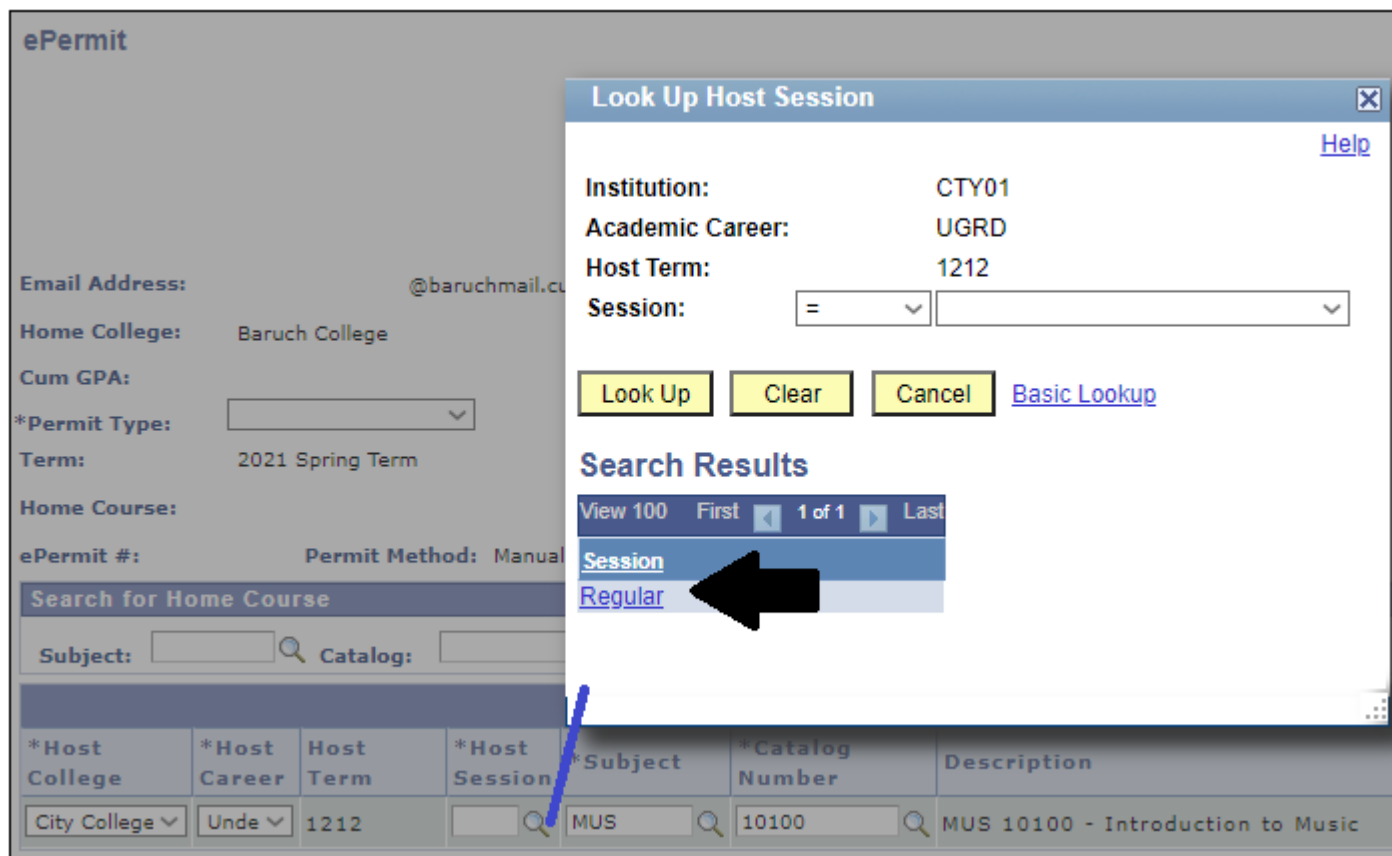 ePermit
Look Up Host Session
Help
Institution: CTY01
Academic Career: UGRD
Host Term: 1212
Session: =
Look Up Clear Cancel Basic Lookup
Search Results
View 100 First 1 of 1 Last
Session
Regular
Email Address: @baruchmail.cu
Home College: Baruch College
Cum GPA:
*Permit Type:
Term: 2021 Spring Term
Home Course:
ePermit #: Permit Method: Manual
Search for Home Course
Subject: Catalog:
*Host College *Host Career Host Term *Host Session *Subject *Catalog Number Description
City College Unde 1212 MUS 10100 MUS 10100 - Introduction to Music